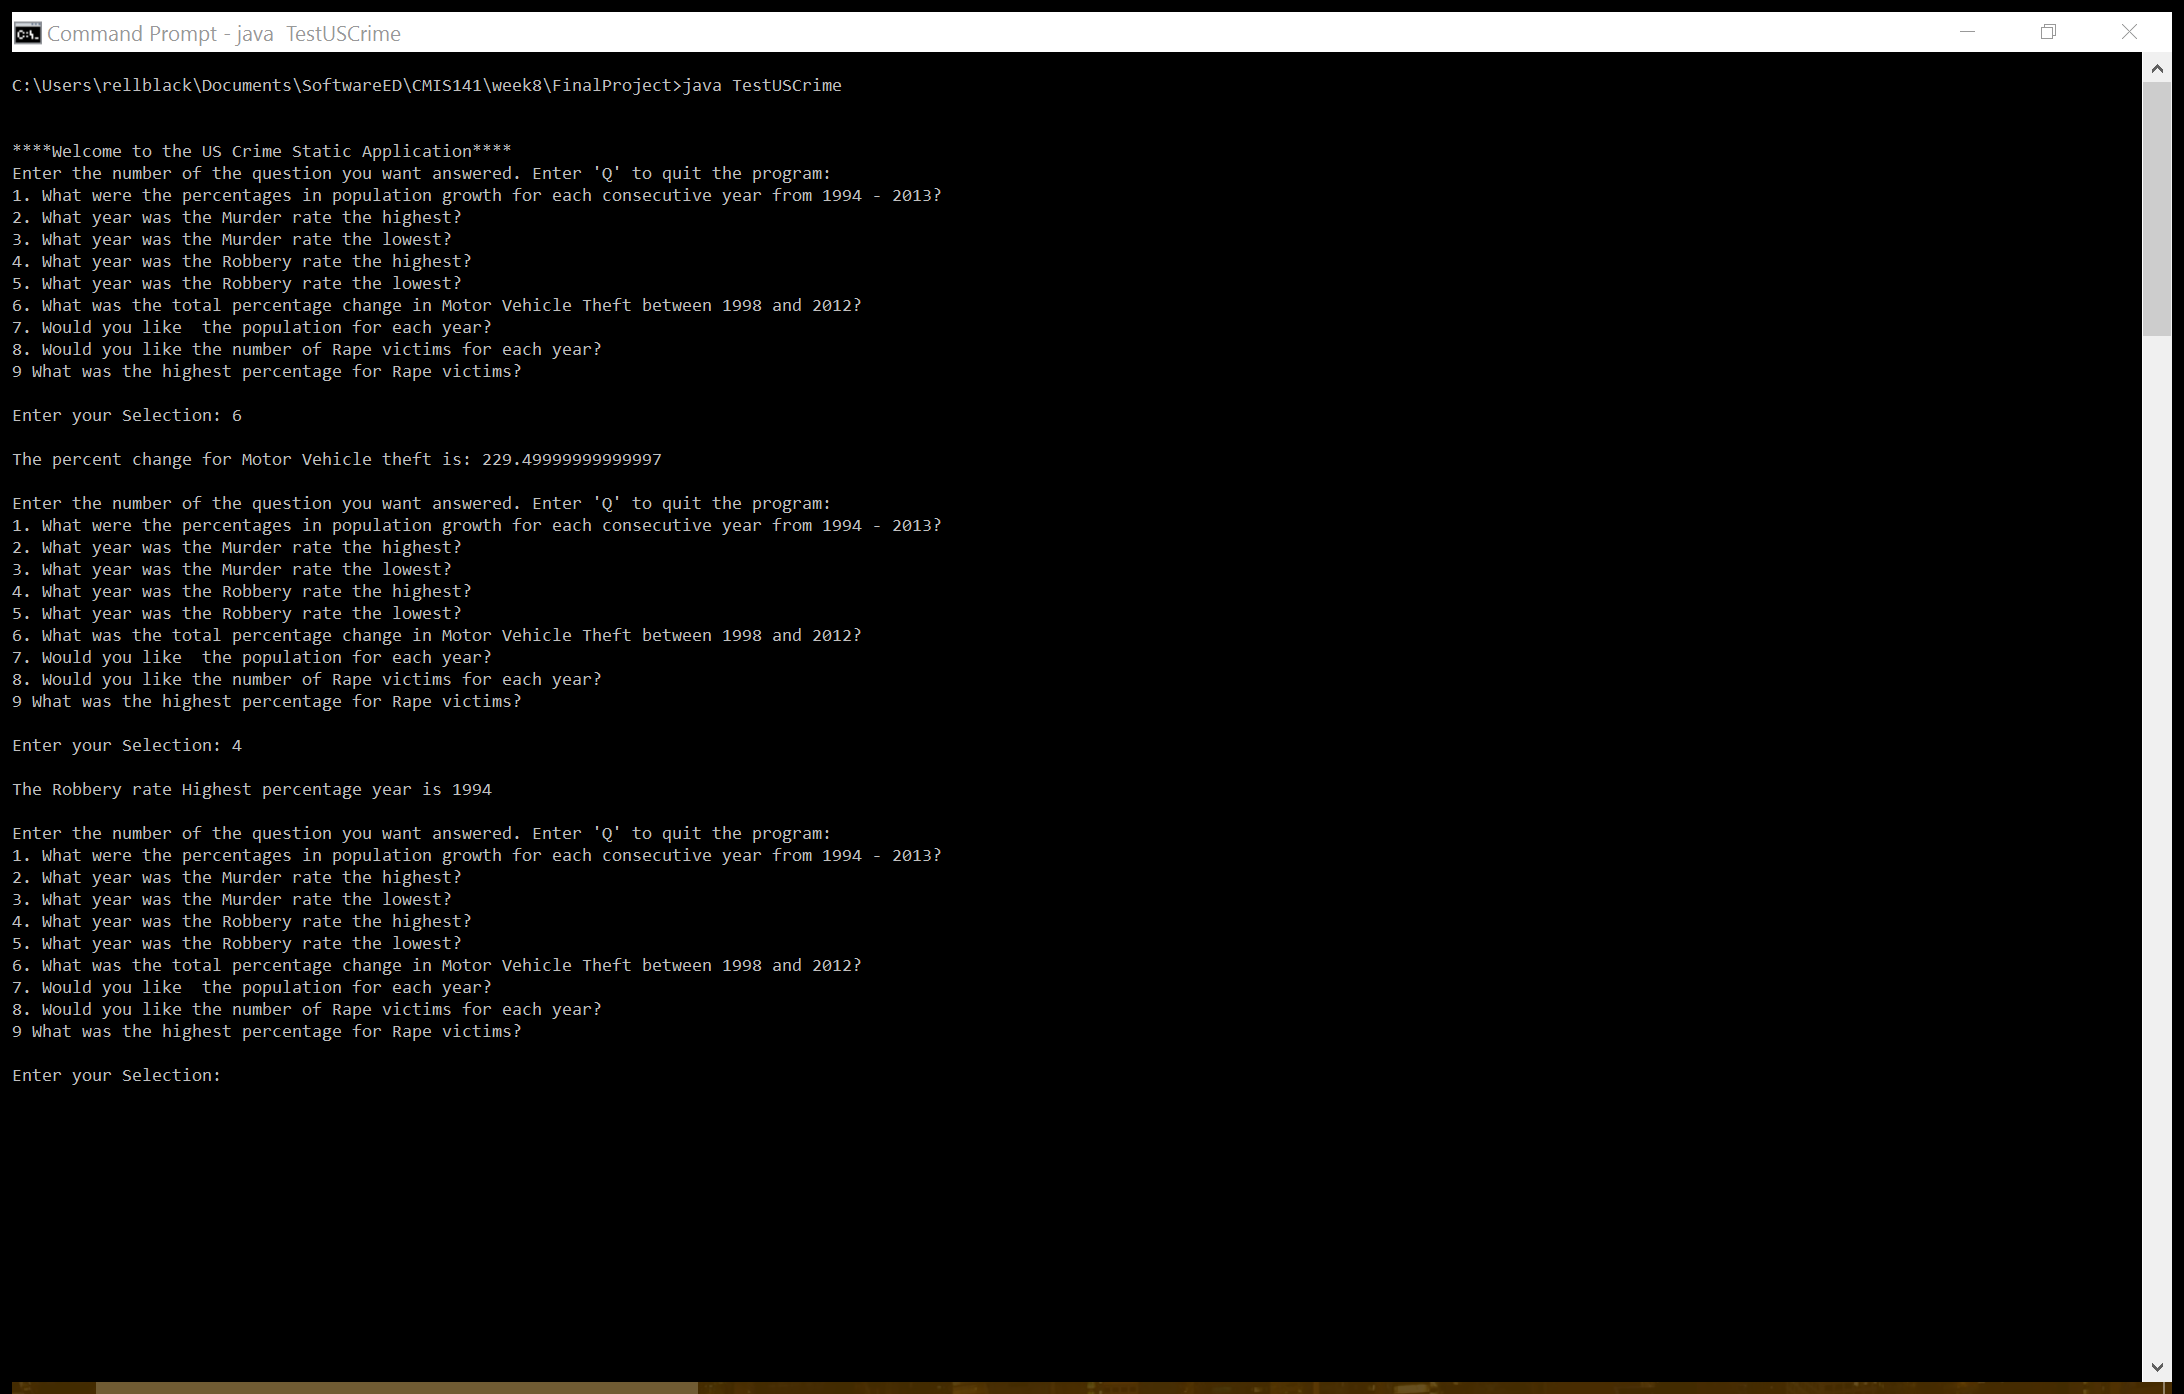 Command Prompt - java  TestUSCrime
C:\Users\rellblack\Documents\SoftwareED\CMIS141\week8\FinalProject>java TestUSCrime
****Welcome to the US Crime Static Application****
Enter the number of the question you want answered. Enter 'Q' to quit the program:
1. What were the percentages in population growth for each consecutive year from 1994 - 2013?
2. What year was the Murder rate the highest?
3. What year was the Murder rate the lowest?
4. What year was the Robbery rate the highest?
5. What year was the Robbery rate the lowest?
6. What was the total percentage change in Motor Vehicle Theft between 1998 and 2012?
7. Would you like  the population for each year?
8. Would you like the number of Rape victims for each year?
9 What was the highest percentage for Rape victims?
Enter your Selection: 6
The percent change for Motor Vehicle theft is: 229.49999999999997
Enter the number of the question you want answered. Enter 'Q' to quit the program:
1. What were the percentages in population growth for each consecutive year from 1994 - 2013?
2. What year was the Murder rate the highest?
3. What year was the Murder rate the lowest?
4. What year was the Robbery rate the highest?
5. What year was the Robbery rate the lowest?
6. What was the total percentage change in Motor Vehicle Theft between 1998 and 2012?
7. Would you like  the population for each year?
8. Would you like the number of Rape victims for each year?
9 What was the highest percentage for Rape victims?
Enter your Selection: 4
The Robbery rate Highest percentage year is 1994
Enter the number of the question you want answered. Enter 'Q' to quit the program:
1. What were the percentages in population growth for each consecutive year from 1994 - 2013?
2. What year was the Murder rate the highest?
3. What year was the Murder rate the lowest?
4. What year was the Robbery rate the highest?
5. What year was the Robbery rate the lowest?
6. What was the total percentage change in Motor Vehicle Theft between 1998 and 2012?
7. Would you like  the population for each year?
8. Would you like the number of Rape victims for each year?
9 What was the highest percentage for Rape victims?
Enter your Selection: